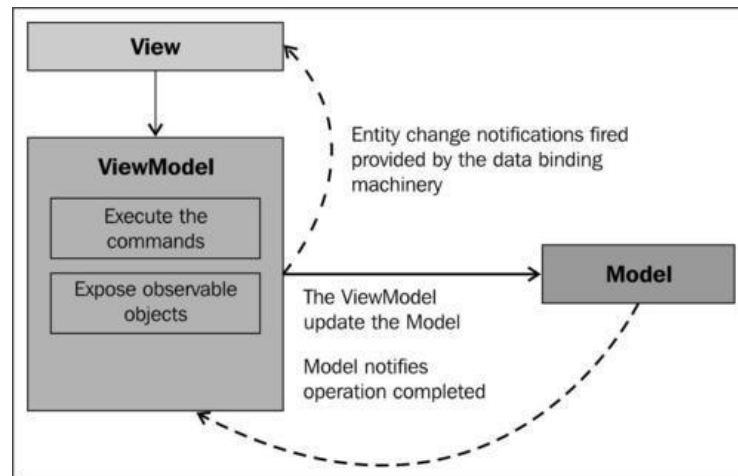 View
ViewModel
Execute the
commands
Expose observable
objects
Entity change notifications fired
provided by the data binding
machinery
Model
The ViewModel
update the Model
Model notifies
operation completed